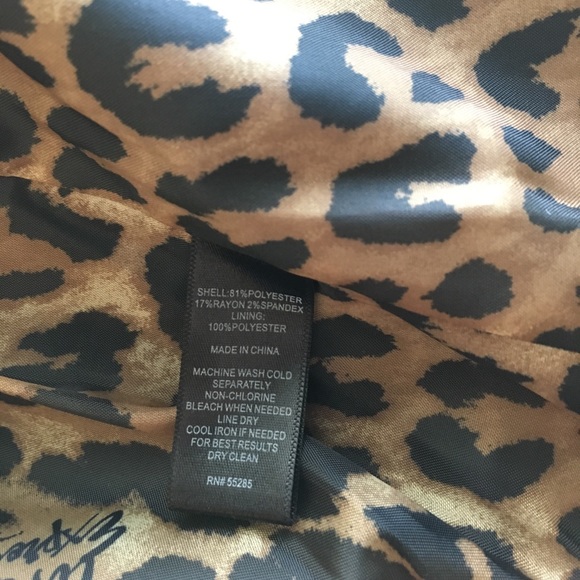 SHELL:81%POLYESTER
17%RAYON 2%SPANDEX
LINING:
100%POLYESTER
MADE IN CHINA
MACHINE WASH COLD
SEPARATELY
NON-CHLORINE
BLEACH WHEN NEEDED
LINE DRY
COOL IRON IF NEEDED
FOR BEST RESULTS
DRY CLEAN
RN# 55285